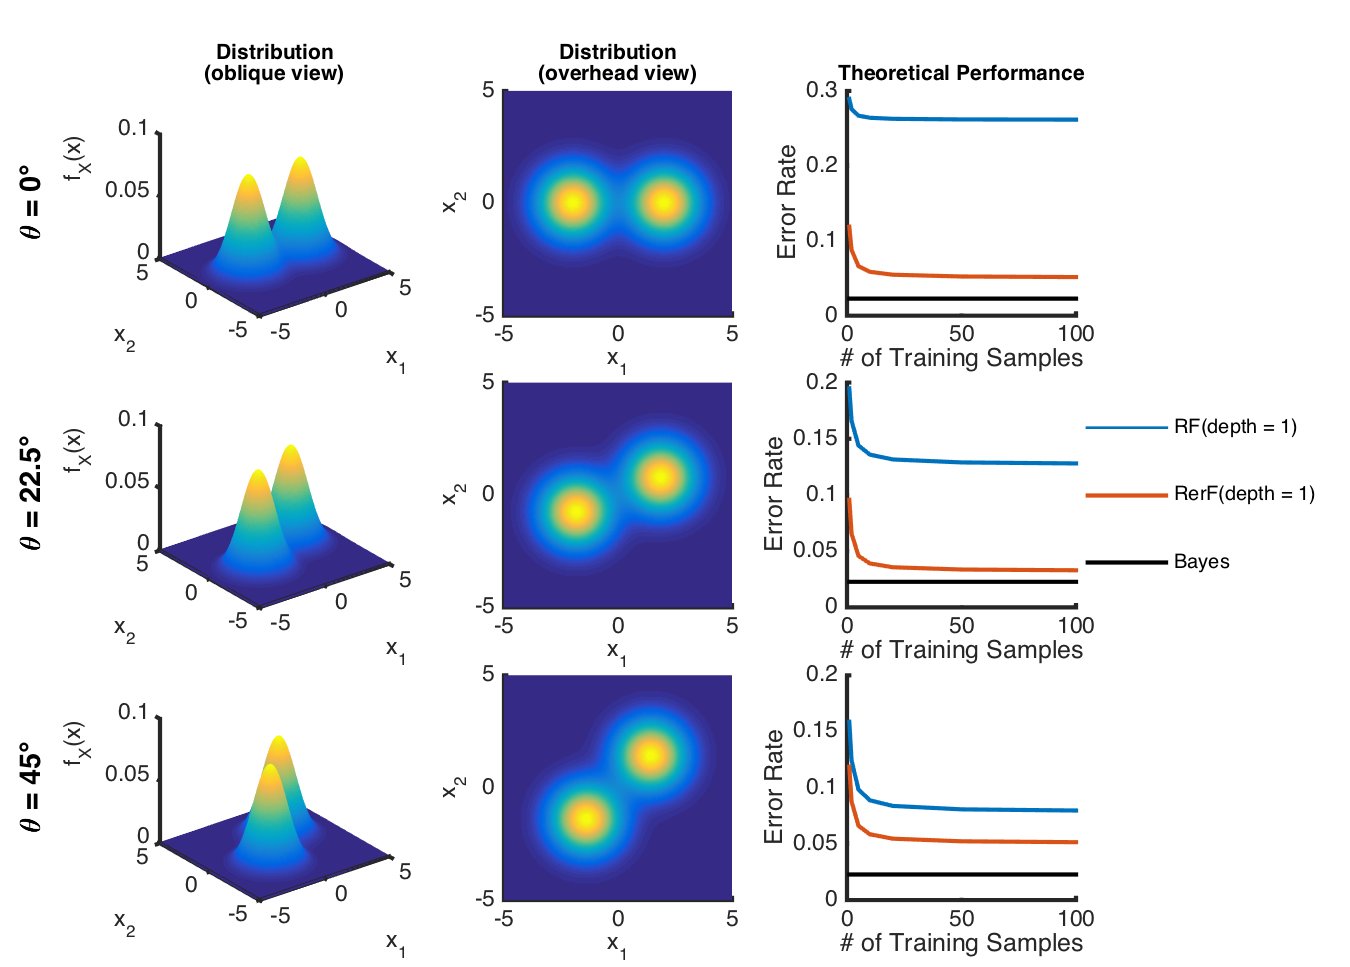 Distribution
(oblique view)
Distribution
(overhead view)
Theoretical Performance
θ = 0°
f_X(x)
0.1
0.05
0
5
0
-5
x_2
-5
0
5
x_1
5
0
-5
x_2
-5
0
5
x_1
0.3
0.2
0.1
0
Error Rate
0
50
100
# of Training Samples
θ = 22.5°
f_X(x)
0.1
0.05
0
5
0
-5
x_2
-5
0
5
x_1
5
0
-5
x_2
-5
0
5
x_1
0.2
0.15
0.1
0.05
0
Error Rate
0
50
100
# of Training Samples
RF(depth = 1)
RerF(depth = 1)
Bayes
θ = 45°
f_X(x)
0.1
0.05
0
5
0
-5
x_2
-5
0
5
x_1
5
0
-5
x_2
-5
0
5
x_1
0.2
0.15
0.1
0.05
0
Error Rate
0
50
100
# of Training Samples